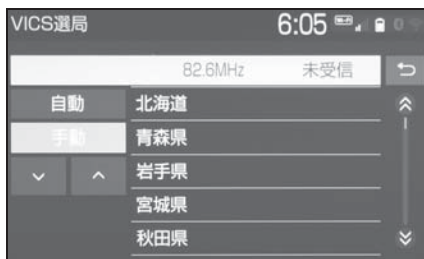 VICS選局 6:05
82.6MHz 未受信
自動 北海道
手動 青森県
岩手県
宮城県
秋田県